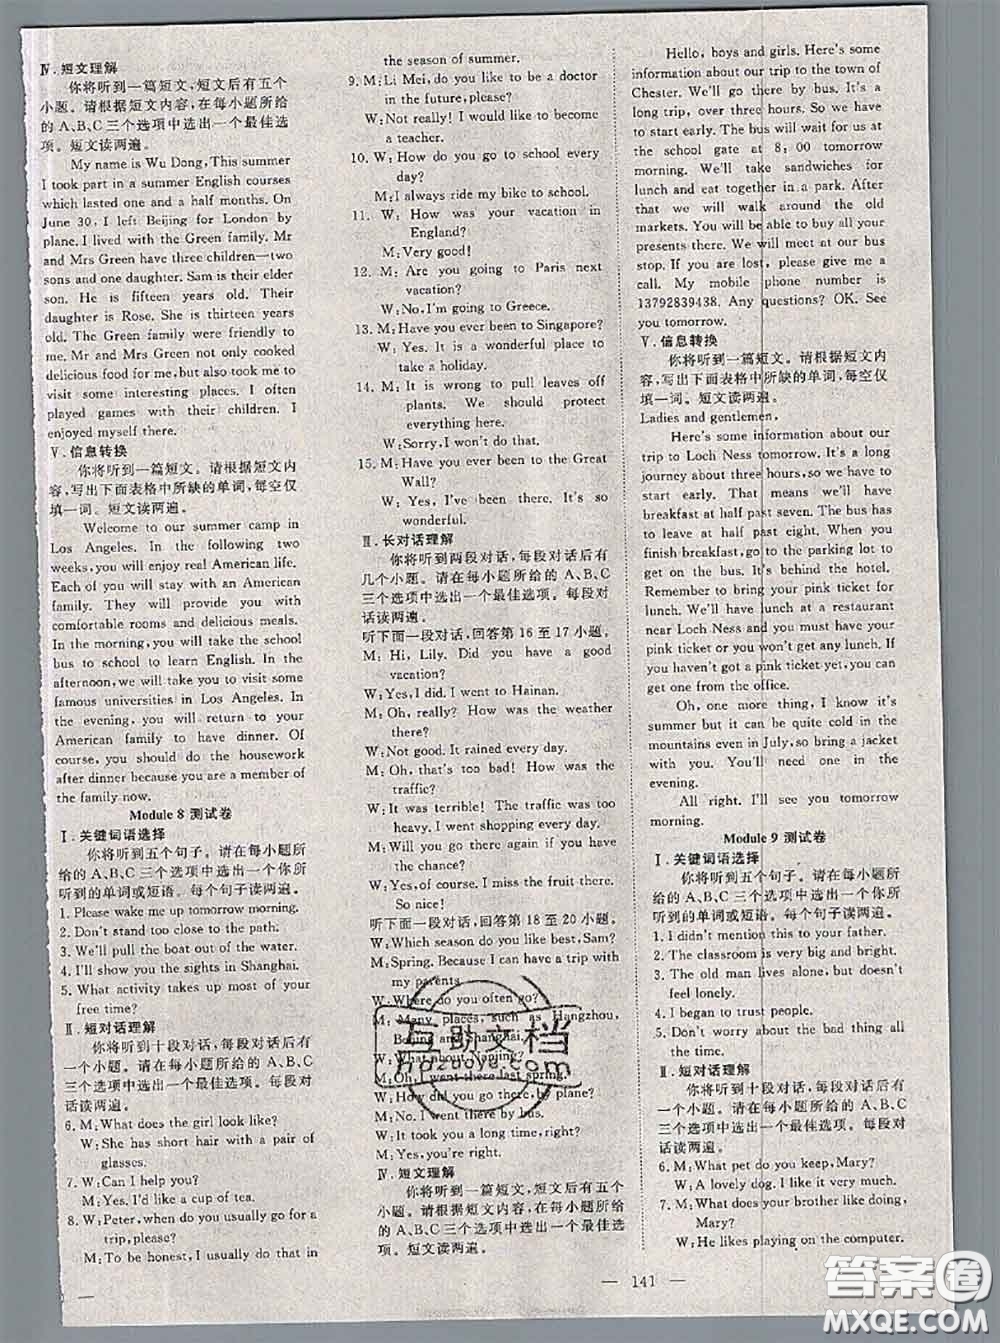 Ⅳ. 短文理解
你将听到一篇短文,短文后有五个
小题。请根据短文内容,在每小题所给
的A、B、C三个选项中选出一个最佳选
项。短文读两遍。
My name is Wu Dong, This summer
I took part in a summer English courses
which lasted one and a half months. On
June 30, I left Beijing for London by
plane. I lived with the Green family. Mr
and Mrs Green have three children—two
sons and one daughter. Sam is their eldest
son. He is fifteen years old. Their
daughter is Rose. She is thirteen years
old. The Green family were friendly to
me. Mr and Mrs Green not only cooked
delicious food for me, but also took me to
visit some interesting places. I often
played games with their children. I
enjoyed myself there.
Ⅴ. 信息转换
你将听到一篇短文。请根据短文内
容,写出下面表格中所缺的单词,每空仅
填一词。短文读两遍。
Welcome to our summer camp in
Los Angeles. In the following two
weeks, you will enjoy real American life.
Each of you will stay with an American
family. They will provide you with
comfortable rooms and delicious meals.
In the morning, you will take the school
bus to school to learn English. In the
afternoon, we will take you to visit some
famous universities in Los Angeles. In
the evening, you will return to your
American family to have dinner. Of
course, you should do the housework
after dinner because you are a member of
the family now.
Module 8 测试卷
Ⅰ. 关键词语选择
你将听到五个句子。请在每小题所
给的A、B、C三个选项中选出一个你所
听到的单词或短语。每个句子读两遍。
1. Please wake me up tomorrow morning.
2. Don't stand too close to the path.
3. We'll pull the boat out of the water.
4. I'll show you the sights in Shanghai.
5. What activity takes up most of your
free time?
Ⅱ. 短对话理解
你将听到十段对话,每段对话后有
一个小题。请在每小题所给的A、B、C
三个选项中选出一个最佳选项。每段对
话读两遍。
6. M: What does the girl look like?
W: She has short hair with a pair of
glasses.
7. W: Can I help you?
M: Yes. I'd like a cup of tea.
8. W: Peter, when do you usually go for a
trip, please?
M: To be honest, I usually do that in
the season of summer.
9. M: Li Mei, do you like to be a doctor
in the future, please?
W: Not really! I would like to become
a teacher.
10. W: How do you go to school every
day?
M: I always ride my bike to school.
11. W: How was your vacation in
England?
M: Very good!
12. M: Are you going to Paris next
vacation?
W: No. I'm going to Greece.
13. M: Have you ever been to Singapore?
W: Yes. It is a wonderful place to
take a holiday.
14. M: It is wrong to pull leaves off
plants. We should protect
everything here.
W: Sorry, I won't do that.
15. M: Have you ever been to the Great
Wall?
W: Yes, I've been there. It's so
wonderful.
Ⅲ. 长对话理解
你将听到两段对话,每段对话后有
几个小题。请在每小题所给的A、B、C
三个选项中选出一个最佳选项。每段对
话读两遍。
听下面一段对话,回答第16至17小题。
M: Hi, Lily. Did you have a good
vacation?
W: Yes, I did. I went to Hainan.
M: Oh, really? How was the weather
there?
W: Not good. It rained every day.
M: Oh, that's too bad! How was the
traffic?
W: It was terrible! The traffic was too
heavy. I went shopping every day.
M: Will you go there again if you have
the chance?
W: Yes, of course. I miss the fruit there.
So nice!
听下面一段对话,回答第18至20小题。
W: Which season do you like best, Sam?
M: Spring. Because I can have a trip with
my parents.
W: Where do you often go?
M: Many places, such as Hangzhou,
Beijing and Shanghai.
W: What about Nanjing?
M: Oh, I went there last spring.
W: How did you go there, by plane?
M: No. I went there by bus.
W: It took you a long time, right?
M: Yes, you're right.
Ⅳ. 短文理解
你将听到一篇短文,短文后有五个
小题。请根据短文内容,在每小题所给
的A、B、C三个选项中选出一个最佳选
项。短文读两遍。
Hello, boys and girls. Here's some
information about our trip to the town of
Chester. We'll go there by bus. It's a
long trip, over three hours. So we have
to start early. The bus will wait for us at
the school gate at 8:00 tomorrow
morning. We'll take sandwiches for
lunch and eat together in a park. After
that we will walk around the old
markets. You will be able to buy all your
presents there. We will meet at our bus
stop. If you get lost, please give me a
call. My mobile phone number is
13792839438. Any questions? OK. See
you tomorrow.
Ⅴ. 信息转换
你将听到一篇短文。请根据短文内
容,写出下面表格中所缺的单词,每空仅
填一词。短文读两遍。
Ladies and gentlemen,
Here's some information about our
trip to Loch Ness tomorrow. It's a long
journey about three hours, so we have to
start early. That means we'll have
breakfast at half past seven. The bus is
going to leave at half past eight. When you
finish breakfast, go to the parking lot to
get on the bus. It's behind the hotel.
Remember to bring your pink ticket for
lunch. We'll have lunch at a restaurant
near Loch Ness and you must have your
pink ticket or you won't get any lunch. If
you haven't got a pink ticket yet, you can
get one from the office.
Oh, one more thing, I know it's
summer but it can be quite cold in the
mountains even in July, so bring a jacket
with you because we'll get back late in the
evening.
All right. I'll see you tomorrow
morning.
Module 9 测试卷
Ⅰ. 关键词语选择
你将听到五个句子。请在每小题所
给的A、B、C三个选项中选出一个你所
听到的单词或短语。每个句子读两遍。
1. I didn't mention this to your father.
2. The classroom is very big and bright.
3. The old man lives alone, but doesn't
feel lonely.
4. I began to trust people.
5. Don't worry about the bad thing all
the time.
Ⅱ. 短对话理解
你将听到十段对话,每段对话后有
一个小题。请在每小题所给的A、B、C
三个选项中选出一个最佳选项。每段对
话读两遍。
6. M: What pet do you keep, Mary?
W: A lovely dog. I like it very much.
7. M: What does your brother like doing,
Mary?
W: He likes playing on the computer.
— 141 —
互助文档
hdzuoye.com
答案圈
MXQE.COM